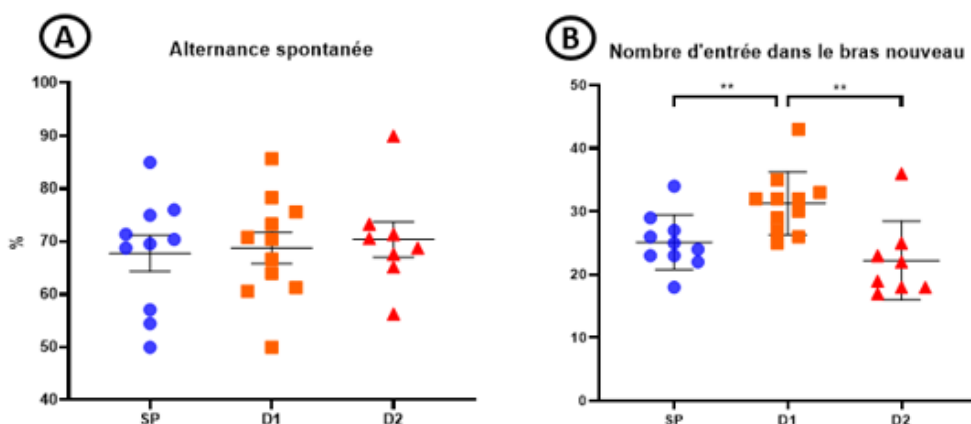 A
Alternance spontanée
100
90
80
70
60
50
40
%
SP
D1
D2
B
Nombre d'entrée dans le bras nouveau
50
40
30
20
10
0
**
**
SP
D1
D2